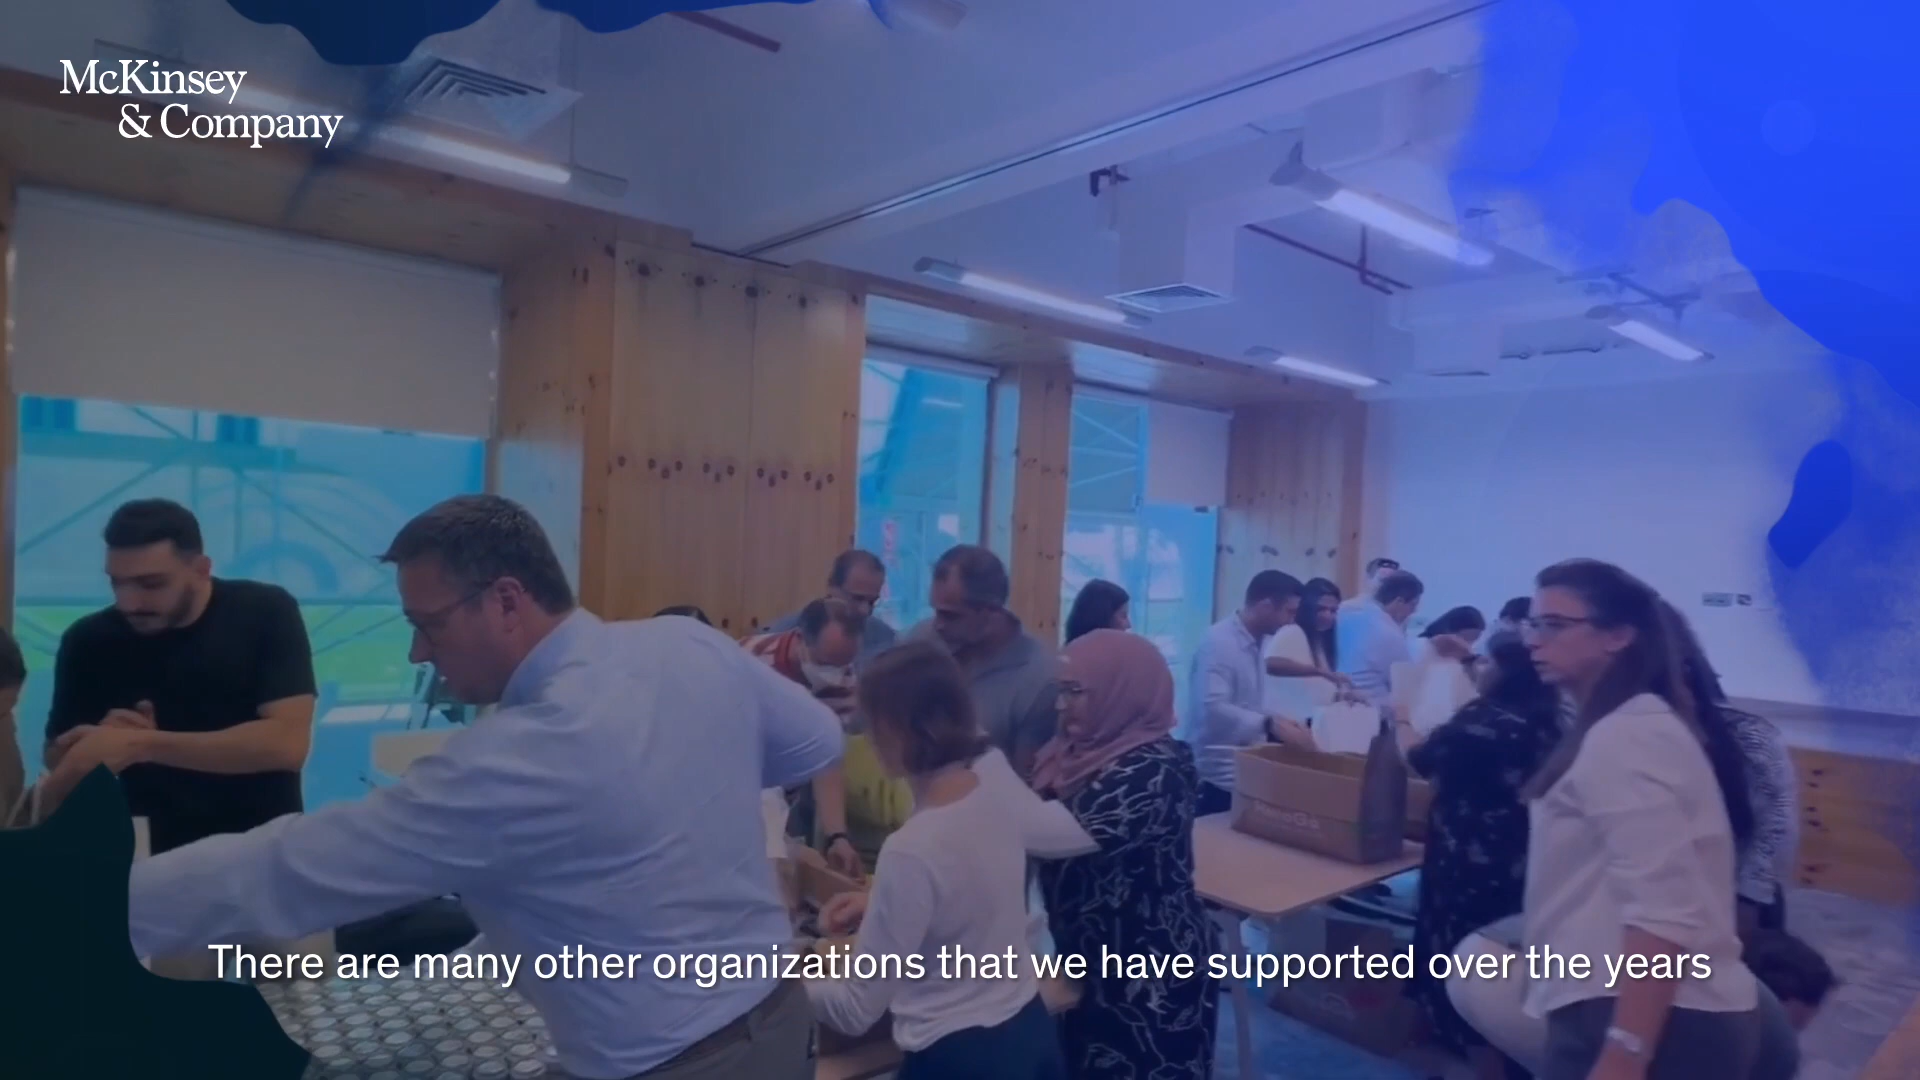 McKinsey
& Company
There are many other organizations that we have supported over the years